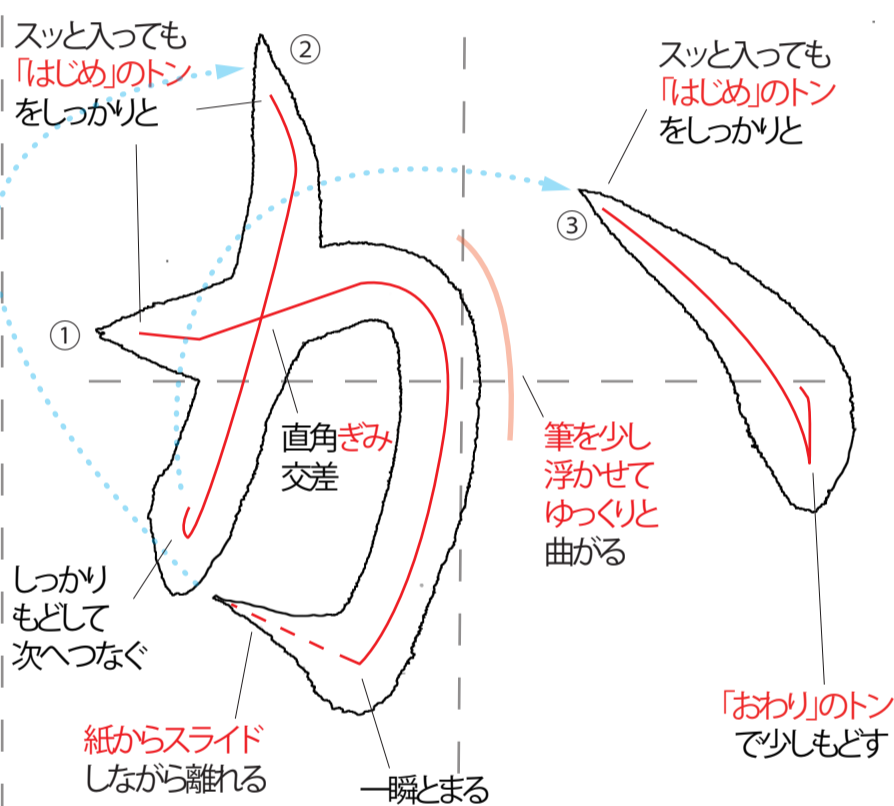 スッと入っても
「はじめ」のトン
をしっかりと
②
スッと入っても
「はじめ」のトン
をしっかりと
③
①
直角ぎみ
交差
筆を少し
浮かせて
ゆっくりと
曲がる
しっかり
もどして
次へつなぐ
紙からスライド
しながら離れる
一瞬とまる
「おわり」のトン
で少しもどす
か